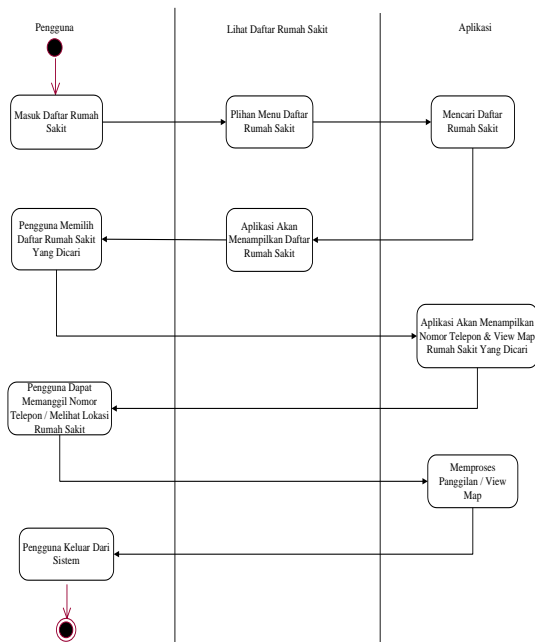 Pengguna
Lihat Daftar Rumah Sakit
Aplikasi
Masuk Daftar Rumah
Sakit
Plihan Menu Daftar
Rumah Sakit
Mencari Daftar
Rumah Sakit
Pengguna Memilih
Daftar Rumah Sakit
Yang Dicari
Aplikasi Akan
Menampilkan Daftar
Rumah Sakit
Aplikasi Akan Menampilkan
Nomor Telepon & View Map
Rumah Sakit Yang Dicari
Pengguna Dapat
Memanggil Nomor
Telepon / Melihat Lokasi
Rumah Sakit
Memproses
Panggilan / View
Map
Pengguna Keluar Dari
Sistem